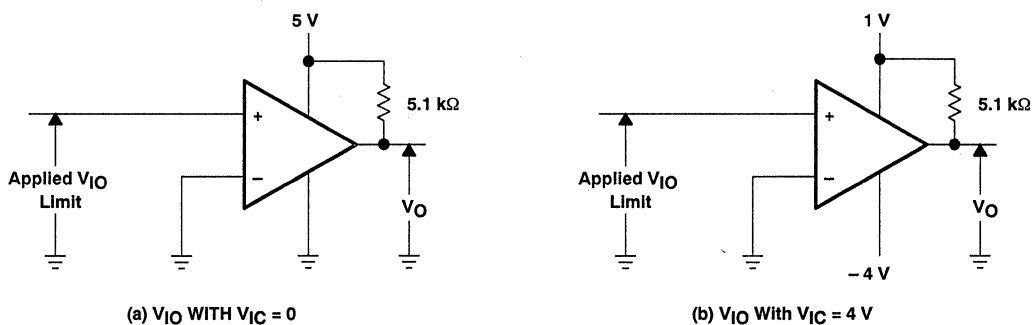 5 V
5.1 kΩ
+
−
Applied VIO
Limit
VO
(a) VIO WITH VIC = 0
1 V
5.1 kΩ
+
−
Applied VIO
Limit
VO
− 4 V
(b) VIO With VIC = 4 V